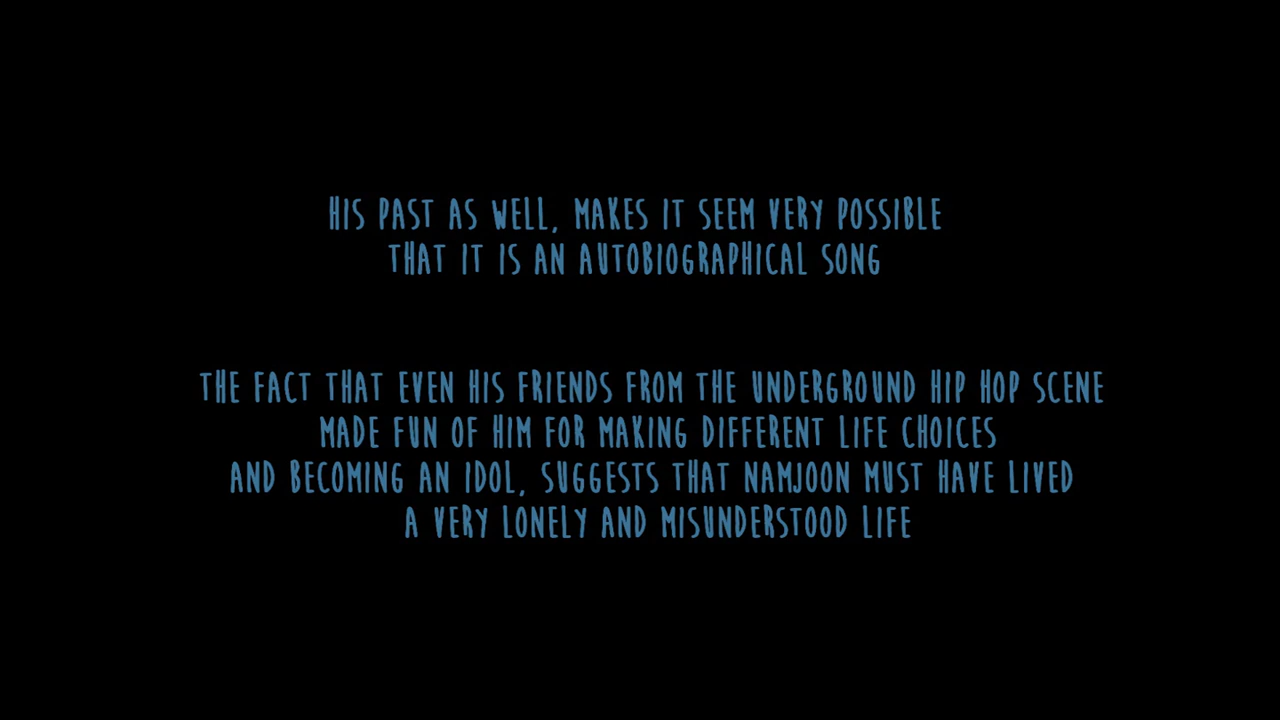 HIS PAST AS WELL, MAKES IT SEEM VERY POSSIBLE
THAT IT IS AN AUTOBIOGRAPHICAL SONG
THE FACT THAT EVEN HIS FRIENDS FROM THE UNDERGROUND HIP HOP SCENE
MADE FUN OF HIM FOR MAKING DIFFERENT LIFE CHOICES
AND BECOMING AN IDOL, SUGGESTS THAT NAMJOON MUST HAVE LIVED
A VERY LONELY AND MISUNDERSTOOD LIFE